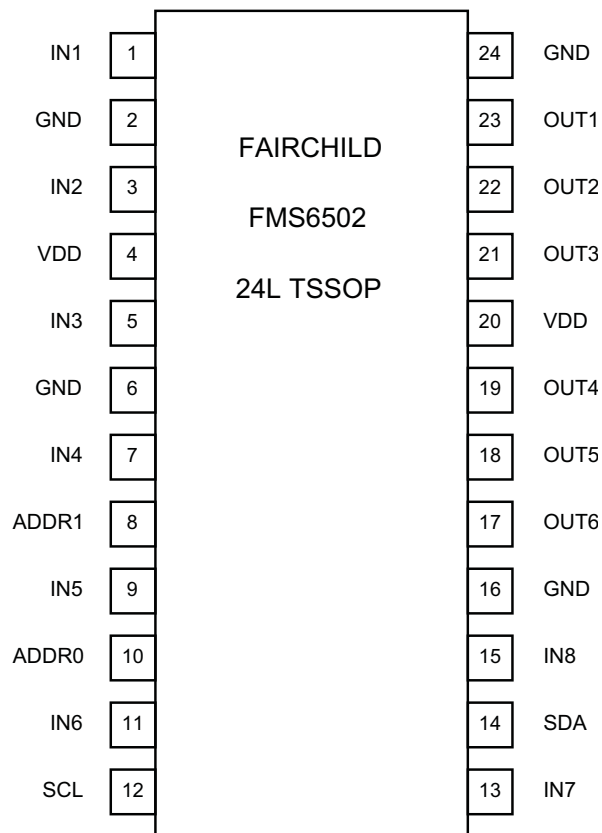 IN1 1 24 GND
GND 2 23 OUT1
FAIRCHILD
IN2 3 22 OUT2
FMS6502
VDD 4 21 OUT3
24L TSSOP
IN3 5 20 VDD
GND 6 19 OUT4
IN4 7 18 OUT5
ADDR1 8 17 OUT6
IN5 9 16 GND
ADDR0 10 15 IN8
IN6 11 14 SDA
SCL 12 13 IN7